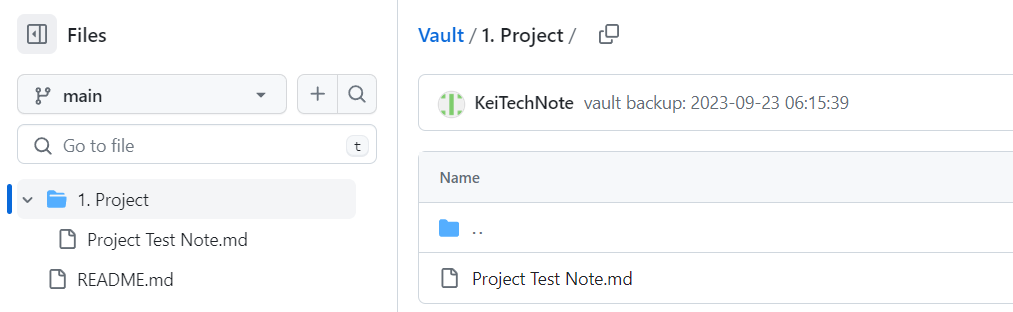 Files
main
Go to file
t
1. Project
Project Test Note.md
README.md
Vault / 1. Project /
KeiTechNote vault backup: 2023-09-23 06:15:39
Name
..
Project Test Note.md